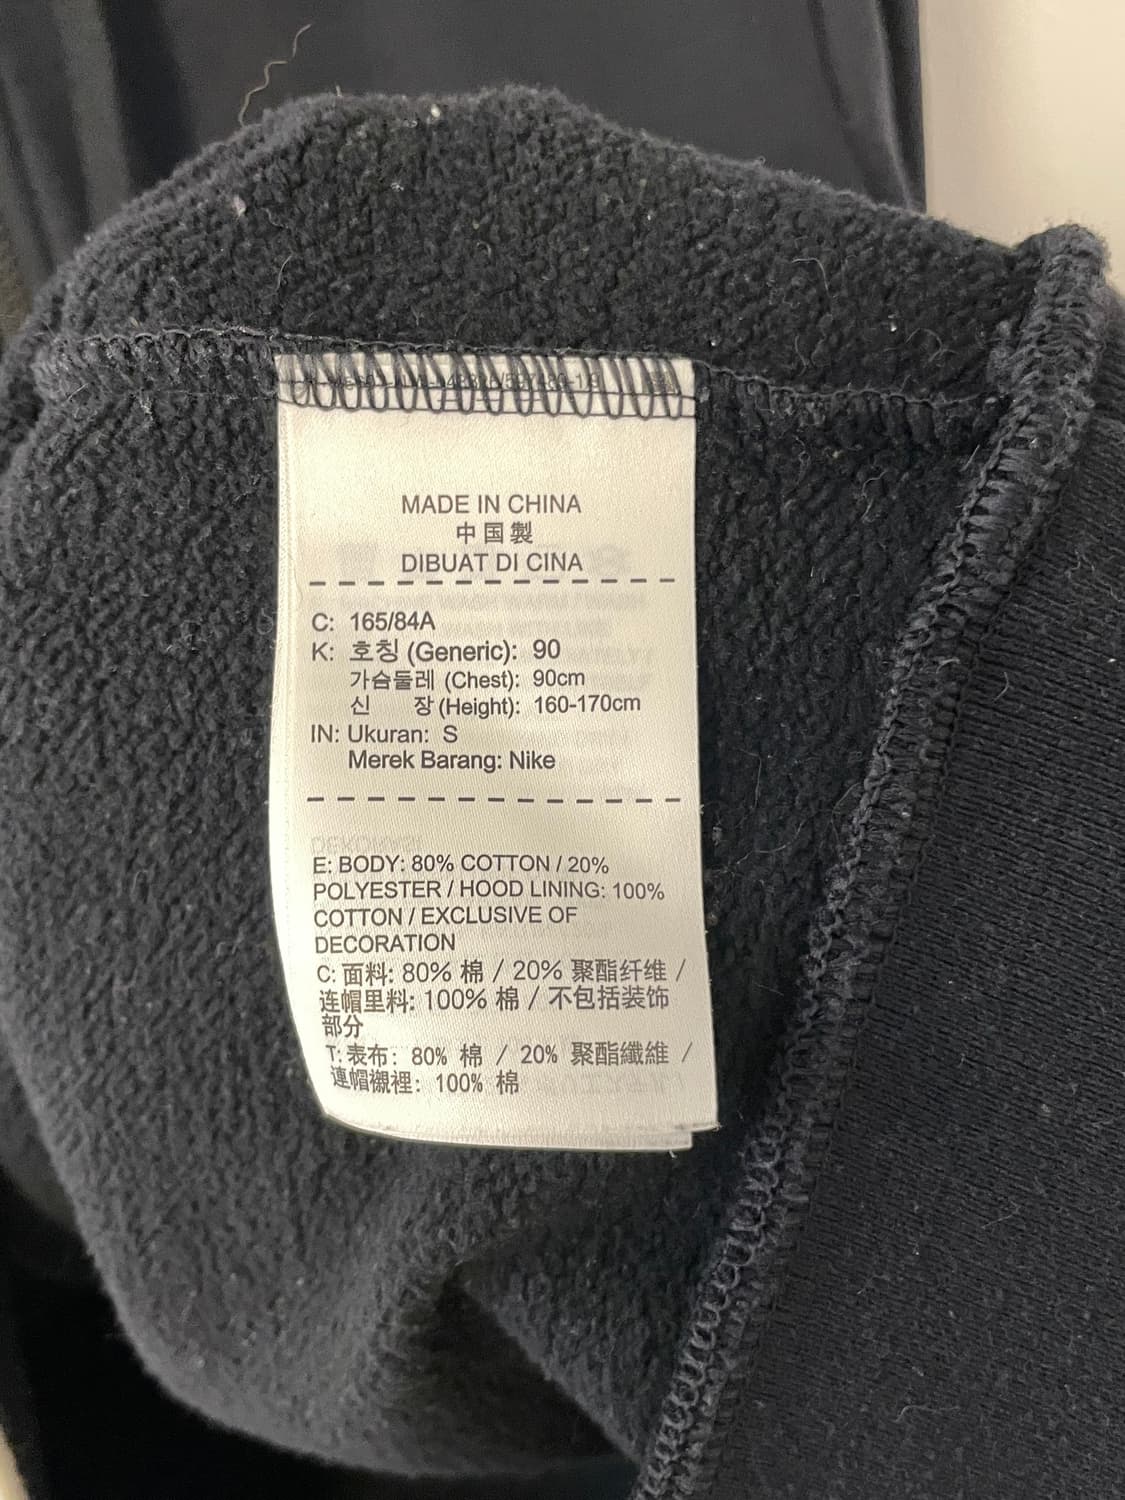 MADE IN CHINA
中国製
DIBUAT DI CINA
C: 165/84A
K: 호칭 (Generic): 90
가슴둘레 (Chest): 90cm
신 장 (Height): 160-170cm
IN: Ukuran: S
Merek Barang: Nike
E: BODY: 80% COTTON / 20%
POLYESTER / HOOD LINING: 100%
COTTON / EXCLUSIVE OF
DECORATION
C: 面料: 80% 棉 / 20% 聚酯纤维 /
连帽里料: 100% 棉 / 不包括装饰
部分
T: 表布: 80% 棉 / 20% 聚酯纖維 /
連帽襯裡: 100% 棉